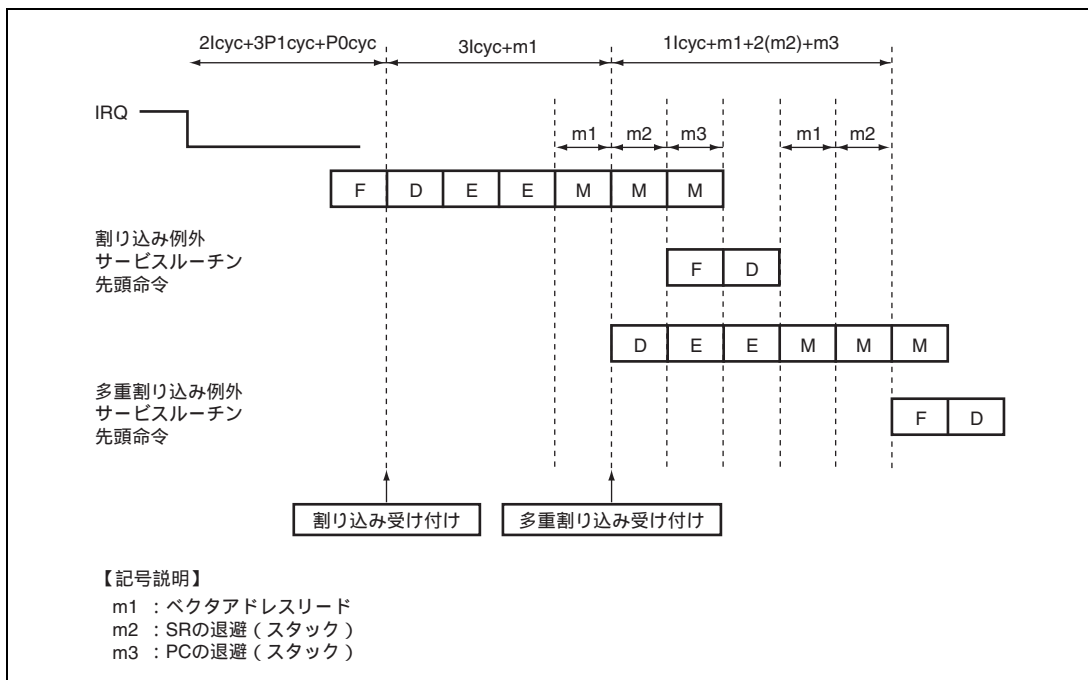 2Icyc+3P1cyc+P0cyc 3Icyc+m1 1Icyc+m1+2(m2)+m3
IRQ
m1 m2 m3 m1 m2
F D E E M M M
割り込み例外
サービスルーチン
先頭命令
F D
D E E M M M
多重割り込み例外
サービスルーチン
先頭命令
F D
割り込み受け付け 多重割り込み受け付け
【記号説明】
m1 :ベクタアドレスリード
m2 :SRの退避(スタック)
m3 :PCの退避(スタック)